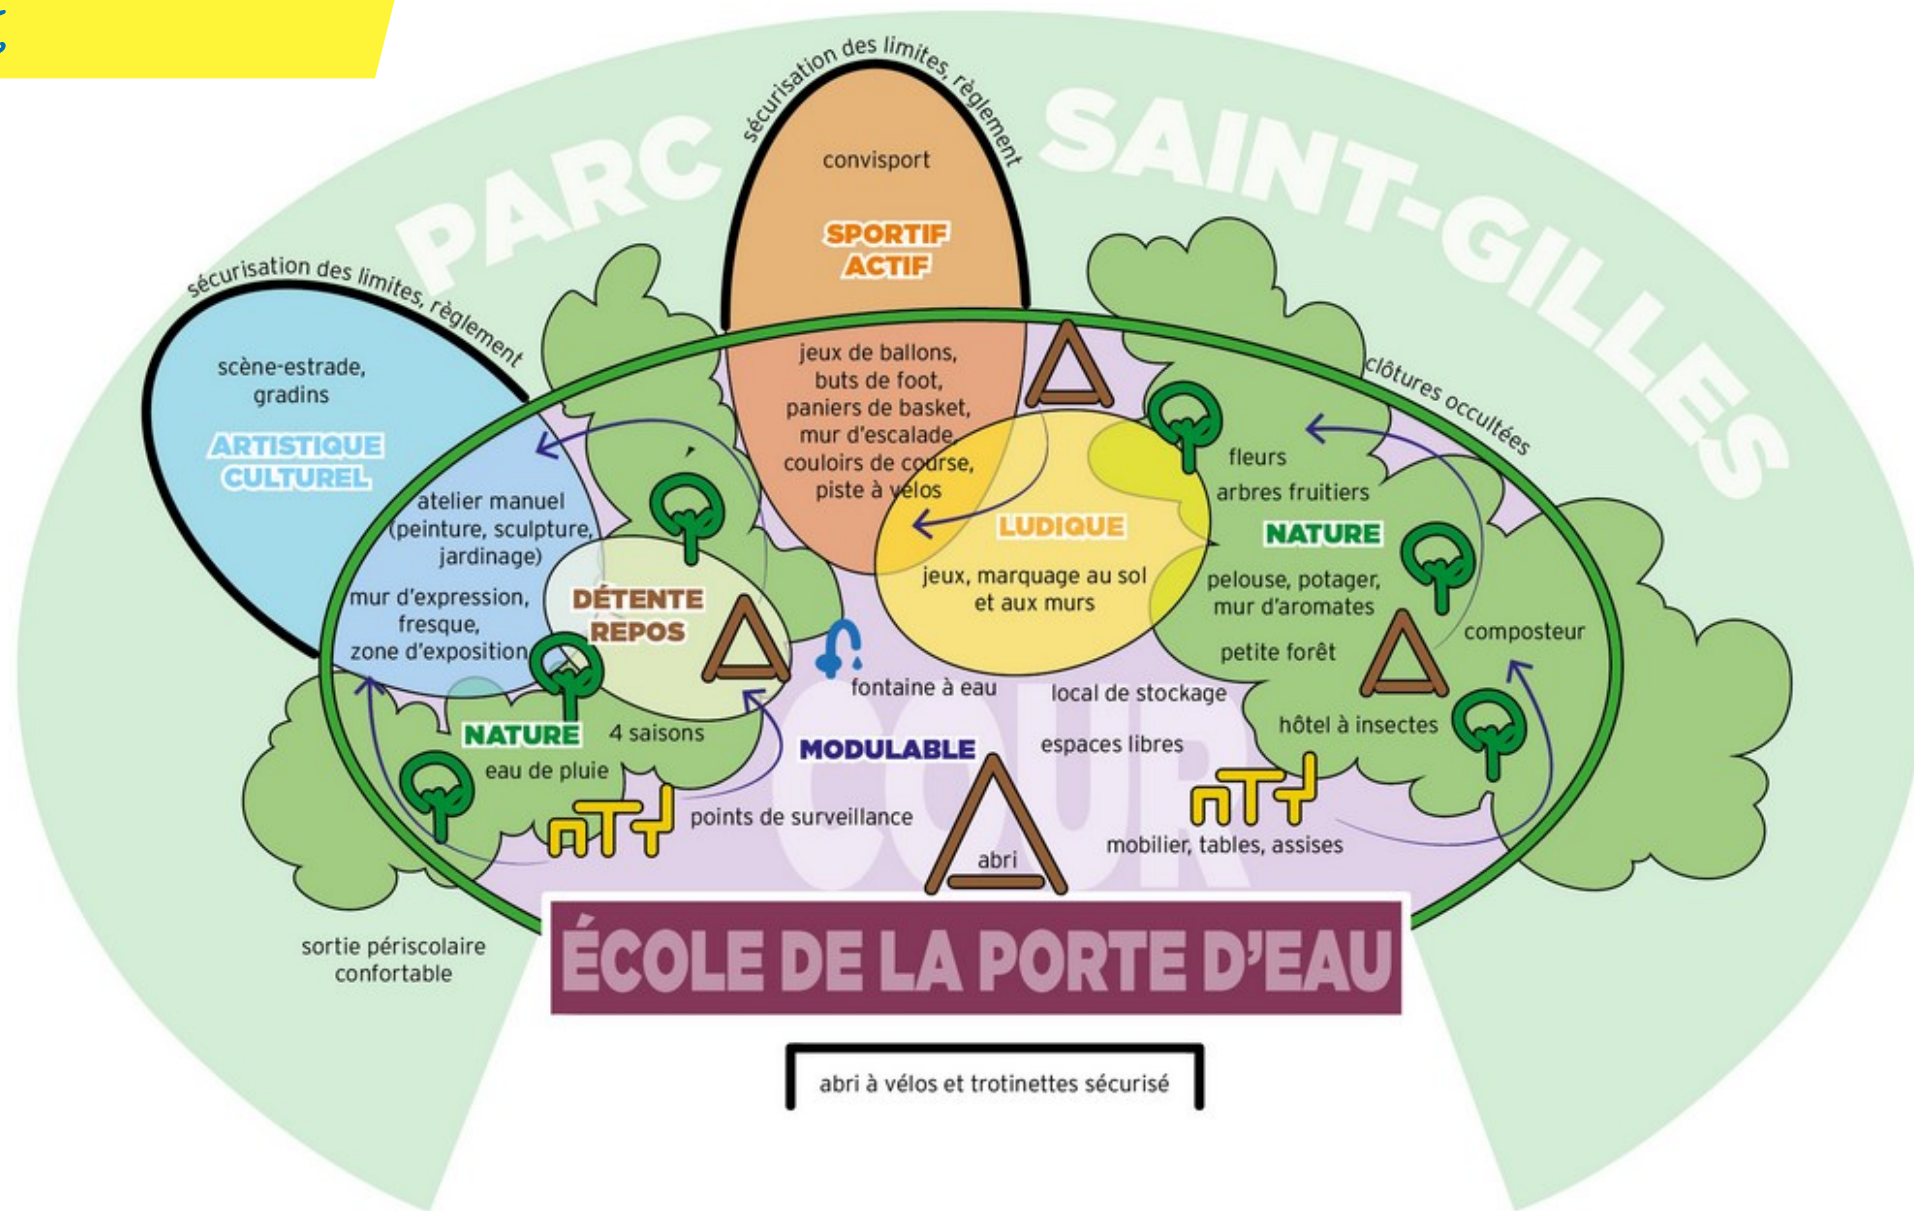 PARC SAINT-GILLES
sécurisation des limites, règlement
convisport
SPORTIF
ACTIF
jeux de ballons,
buts de foot,
paniers de basket,
mur d'escalade,
couloirs de course,
piste à vélos
sécurisation des limites, règlement
scène-estrade,
gradins
ARTISTIQUE
CULTUREL
atelier manuel
(peinture, sculpture,
jardinage)
mur d'expression,
fresque,
zone d'exposition
DÉTENTE
REPOS
LUDIQUE
jeux, marquage au sol
et aux murs
clôtures occultées
fleurs
arbres fruitiers
NATURE
pelouse, potager,
mur d'aromates
petite forêt
composteur
hôtel à insectes
fontaine à eau
local de stockage
NATURE
4 saisons
eau de pluie
MODULABLE
espaces libres
COUR
points de surveillance
mobilier, tables, assises
abri
sortie périscolaire
confortable
ÉCOLE DE LA PORTE D'EAU
abri à vélos et trotinettes sécurisé